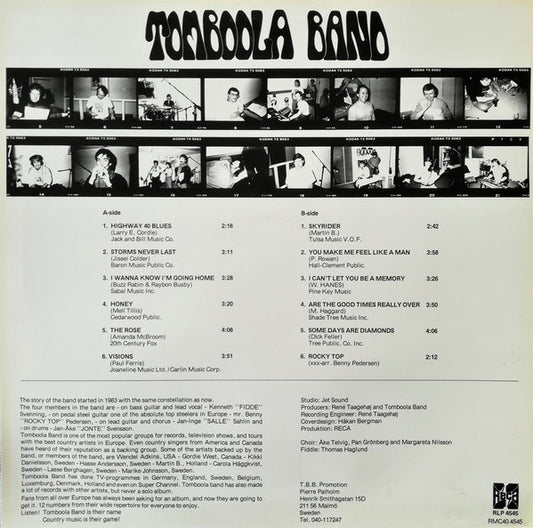 TOMBOOLA BAND
KODAK TX 5063
KODAK TX 5063
KODAK TX 5063
KODAK TX 5063
A-side
1. HIGHWAY 40 BLUES 2:16
(Larry E. Cordle)
Jack and Bill Music Co.
2. STORMS NEVER LAST 3:11
(Jissei Colder)
Baron Music Public Co.
3. I WANNA KNOW I'M GOING HOME 3:28
(Buzz Rabin & Raybon Busby)
Sabal Music Inc.
4. HONEY 3:20
(Mell Tillis)
Cedarwood Public.
5. THE ROSE 4:08
(Amanda McBroom)
20th Century Fox
6. VISIONS 3:51
(Paul Ferris)
Joaneline Music Ltd./Carlin Music Corp.
B-side
1. SKYRIDER 2:42
(Martin B.)
Tulsa Music V.O.F.
2. YOU MAKE ME FEEL LIKE A MAN 3:58
(P. Rowan)
Hall-Clement Public.
3. I CAN'T LET YOU BE A MEMORY 3:26
(W. HANES)
Pine Key Music
4. ARE THE GOOD TIMES REALLY OVER 3:50
(M. Haggard)
Shade Tree Music Inc.
5. SOME DAYS ARE DIAMONDS 4:06
(Dick Feller)
Tree Public. Co. Inc.
6. ROCKY TOP 2:12
(xxx-arr. Benny Pedersen)
The story of the band started in 1983 with the same constellation as now.
The four members in the band are - on bass guitar and lead vocal - Kenneth "FIDDE"
Svenning, - on pedal steel guitar one of the absolute top steelers in Europe - mr. Benny
"ROCKY TOP" Pedersen, - on lead guitar and chorus - Jan-Inge "SALLE" Sahlin and
- on drums - Jan-Åke "JONTE" Svensson.
Tomboola Band is one of the most popular group for records, television shows, and tours
with the best country artists in Europe. Even country singers from America and Canada
have heard of their reputation as a backing group. Some of the artists backed up by the
band, or members of the band, are Wendel Adkins, USA - Gordie West, Canada - Kikki
Danielsson, Sweden - Hasse Andersson, Sweden - Martin B., Holland - Carola Häggkvist,
Sweden - Lasse Berghagen, Sweden - Marika Johnsson, Sweden.
Tomboola Band has done TV-programmes in Germany, England, Sweden, Belgium,
Luxemburg, Denmark, Holland and even on Super Channel. Tomboola band has also made
a lot of records with other artists, but never a solo album.
Fans from all over Europe has always been asking for an album, and now they are going to
get it. 12 numbers from their wide repertoire for everyone to enjoy.
Listen! Tomboola Band is their name
Country music is their game!
Studio: Jet Sound
Producers: René Taagehøj and Tomboola Band
Recording Engineer: René Taagehøj
Coverdesign: Håkan Bergman
Production: RECA
Choir: Åke Telvig, Pan Grönberg and Margareta Nilsson
Fiddle: Thomas Haglund
T.B.B. Promotion
Pierre Palholm
Henrik Smithsgatan 15D
211 56 Malmö
Sweden
Tel. 040-117247
RLP 4545
RMC40 4545